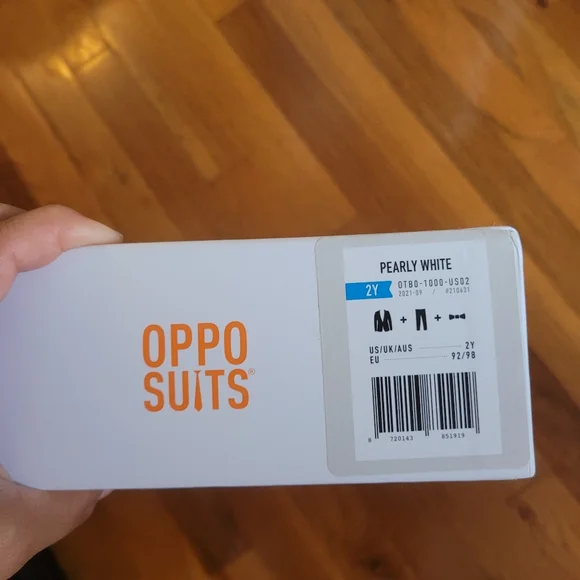 OPPO
SUITS®
PEARLY WHITE
2Y
OTBO-1000-US02
2021-09 / #210631
+ +
US/UK/AUS 2Y
EU 92/98
8 720143 851919